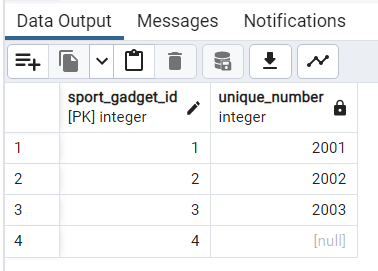 Data Output Messages Notifications
sport_gadget_id unique_number
[PK] integer integer
1 1 2001
2 2 2002
3 3 2003
4 4 [null]